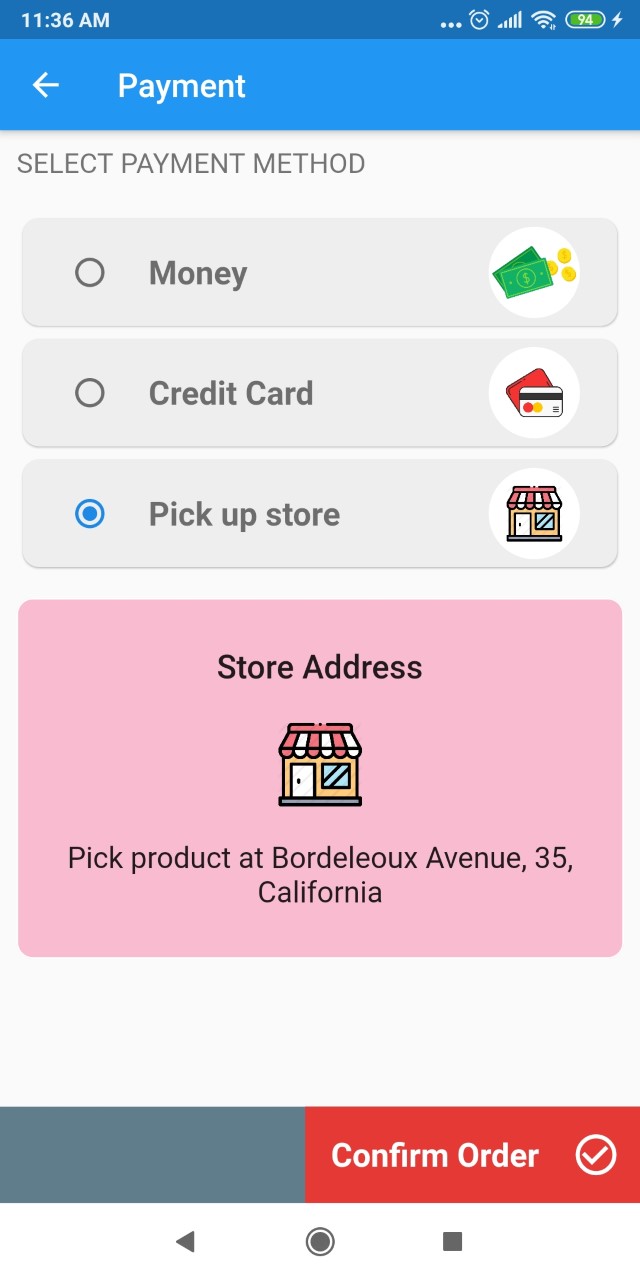 11:36 AM
94
Payment
SELECT PAYMENT METHOD
Money
Credit Card
Pick up store
Store Address
Pick product at Bordeleoux Avenue, 35,
California
Confirm Order